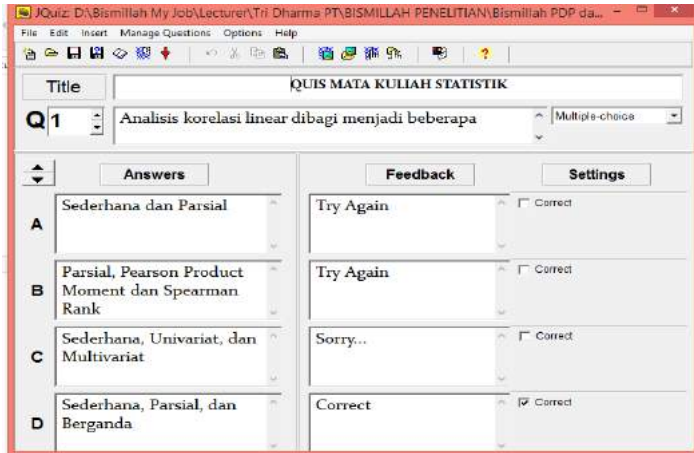 JQuiz: D:\Bismillah My Job\Lecturer\Tri Dharma PT\BISMILLAH PENELITIAN\Bismillah PDP da...
File Edit Insert Manage Questions Options Help
Title QUIS MATA KULIAH STATISTIK
Q 1 Analisis korelasi linear dibagi menjadi beberapa Multiple-choice
Answers Feedback Settings
A Sederhana dan Parsial Try Again Correct
B Parsial, Pearson Product Moment dan Spearman Rank Try Again Correct
C Sederhana, Univariat, dan Multivariat Sorry... Correct
D Sederhana, Parsial, dan Berganda Correct Correct